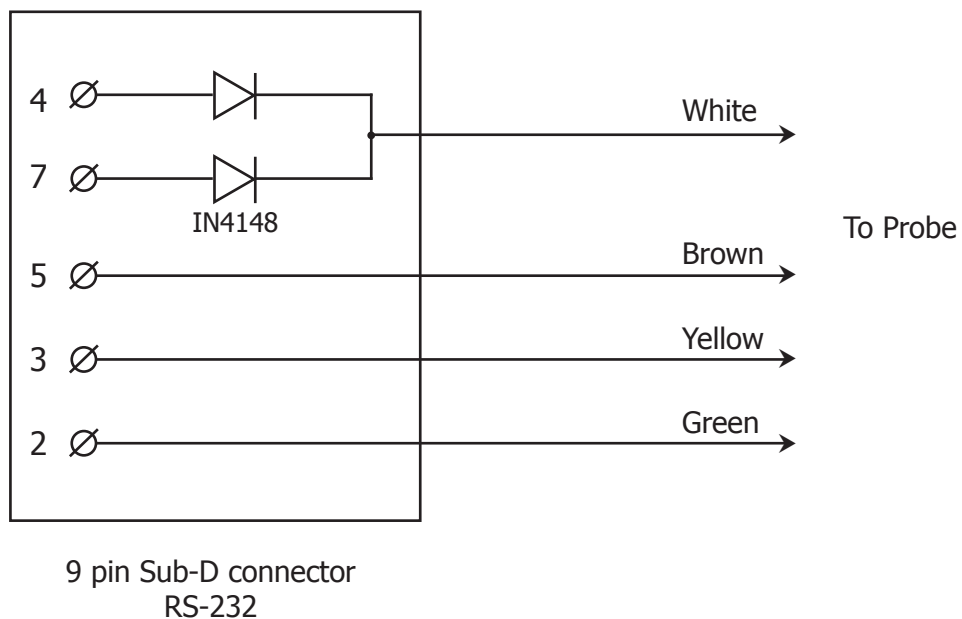 4
White
7
IN4148
To Probe
5
Brown
3
Yellow
2
Green
9 pin Sub-D connector
RS-232